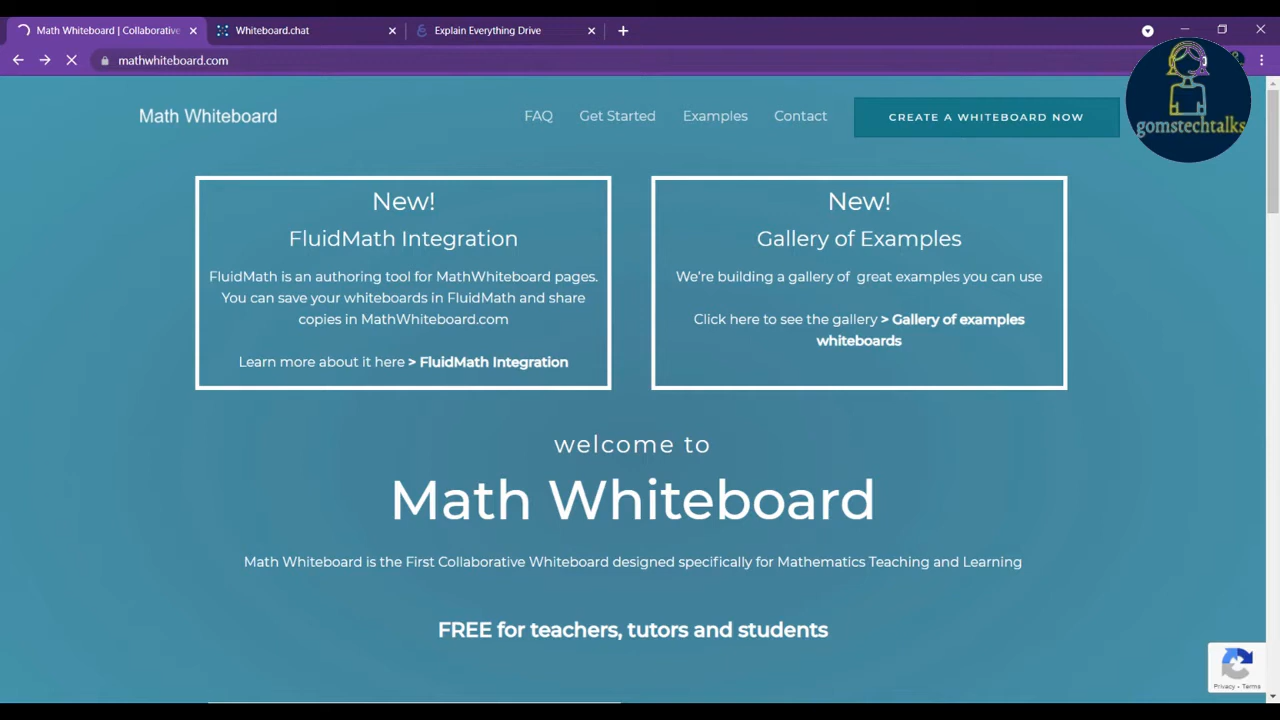 Math Whiteboard | Collaborative
Whiteboard.chat
Explain Everything Drive
mathwhiteboard.com
Math Whiteboard
FAQ
Get Started
Examples
Contact
CREATE A WHITEBOARD NOW
gomstechtalks
New!
FluidMath Integration
FluidMath is an authoring tool for MathWhiteboard pages.
You can save your whiteboards in FluidMath and share
copies in MathWhiteboard.com
Learn more about it here > FluidMath Integration
New!
Gallery of Examples
We're building a gallery of great examples you can use
Click here to see the gallery > Gallery of examples
whiteboards
welcome to
Math Whiteboard
Math Whiteboard is the First Collaborative Whiteboard designed specifically for Mathematics Teaching and Learning
FREE for teachers, tutors and students
Privacy - Terms